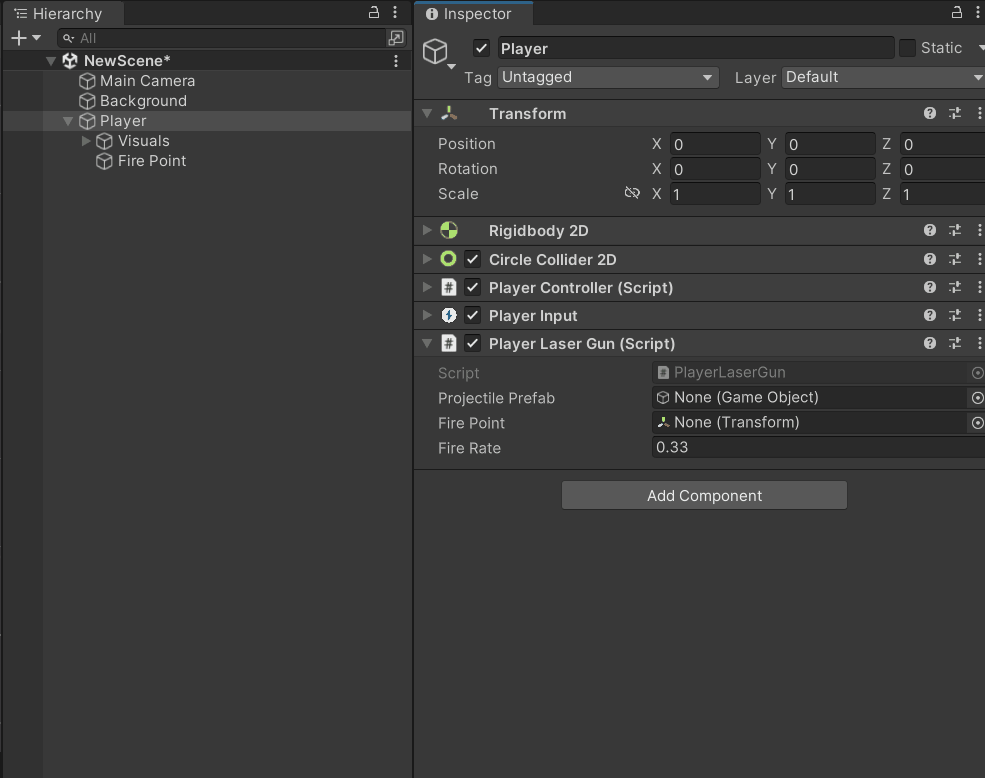 Hierarchy
All
NewScene*
Main Camera
Background
Player
Visuals
Fire Point
Inspector
Player Static
Tag Untagged Layer Default
Transform
Position X 0 Y 0 Z 0
Rotation X 0 Y 0 Z 0
Scale X 1 Y 1 Z 1
Rigidbody 2D
Circle Collider 2D
# Player Controller (Script)
Player Input
# Player Laser Gun (Script)
Script # PlayerLaserGun
Projectile Prefab None (Game Object)
Fire Point None (Transform)
Fire Rate 0.33
Add Component